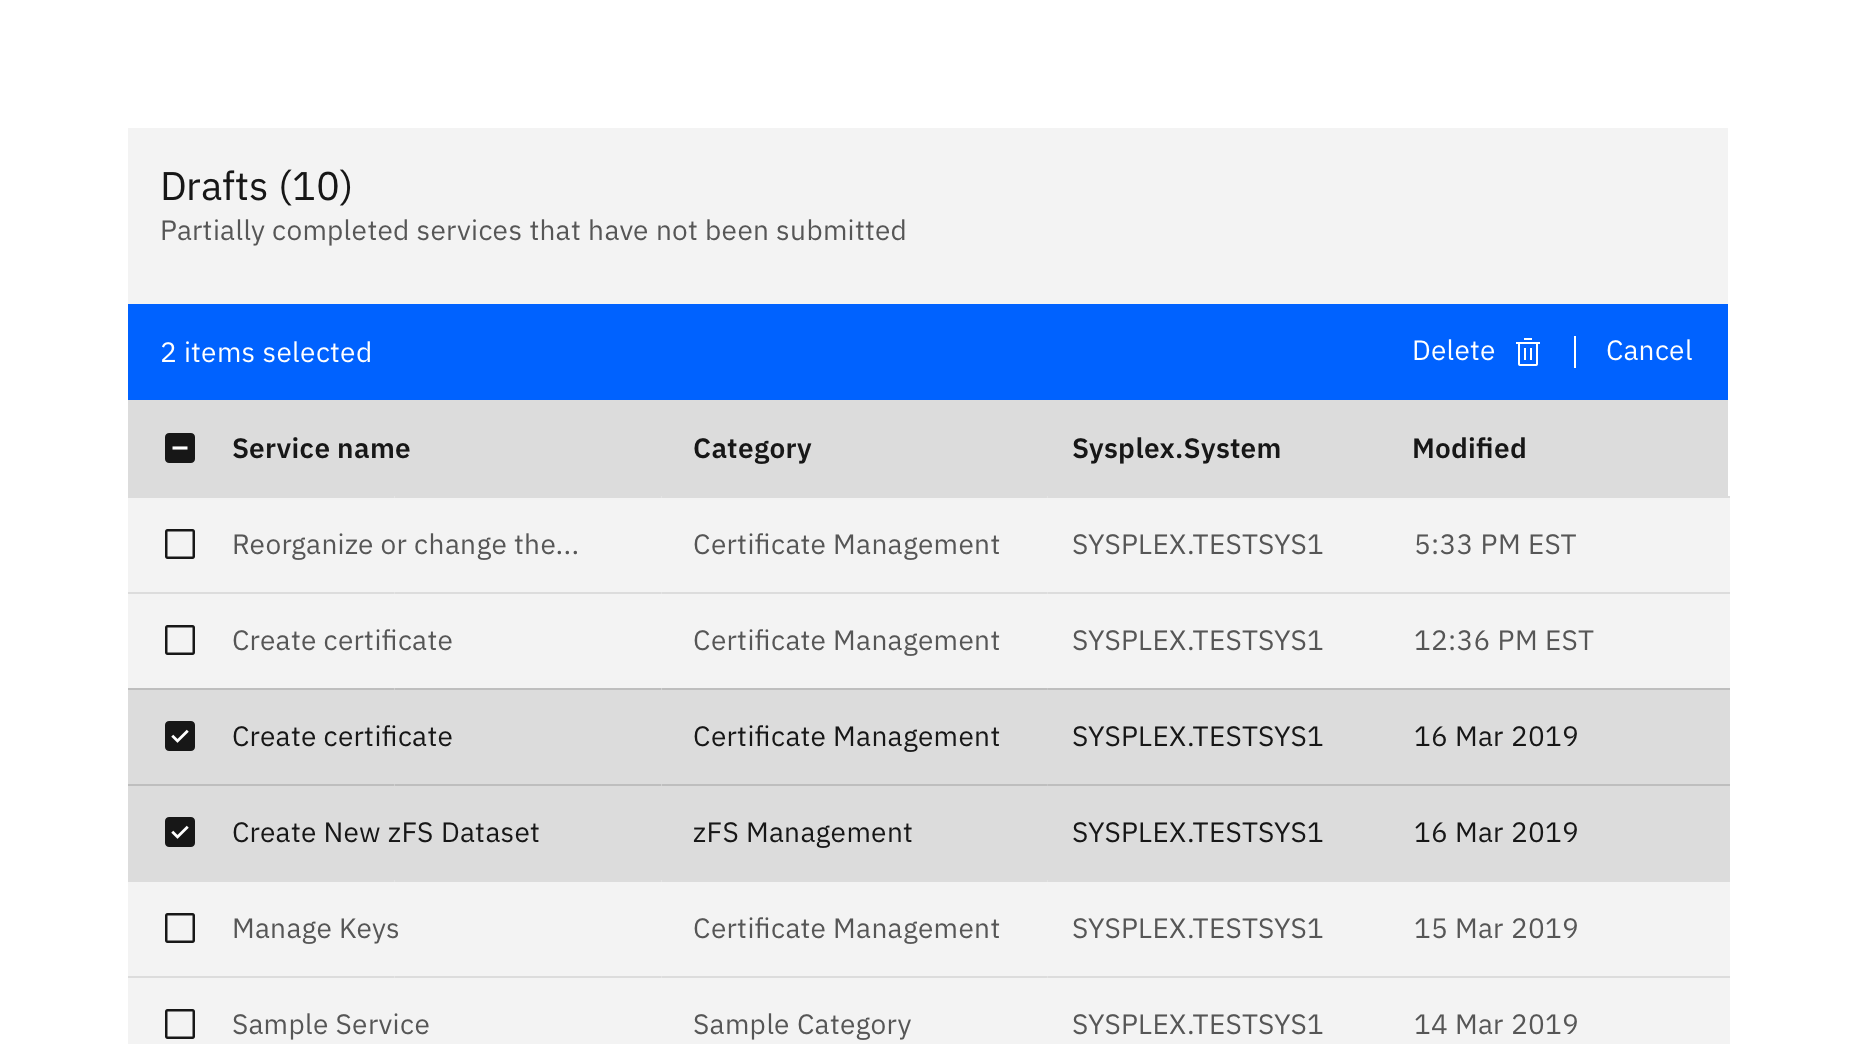 Drafts (10)
Partially completed services that have not been submitted
2 items selected Delete Cancel
Service name Category Sysplex.System Modified
Reorganize or change the... Certificate Management SYSPLEX.TESTSYS1 5:33 PM EST
Create certificate Certificate Management SYSPLEX.TESTSYS1 12:36 PM EST
Create certificate Certificate Management SYSPLEX.TESTSYS1 16 Mar 2019
Create New zFS Dataset zFS Management SYSPLEX.TESTSYS1 16 Mar 2019
Manage Keys Certificate Management SYSPLEX.TESTSYS1 15 Mar 2019
Sample Service Sample Category SYSPLEX.TESTSYS1 14 Mar 2019